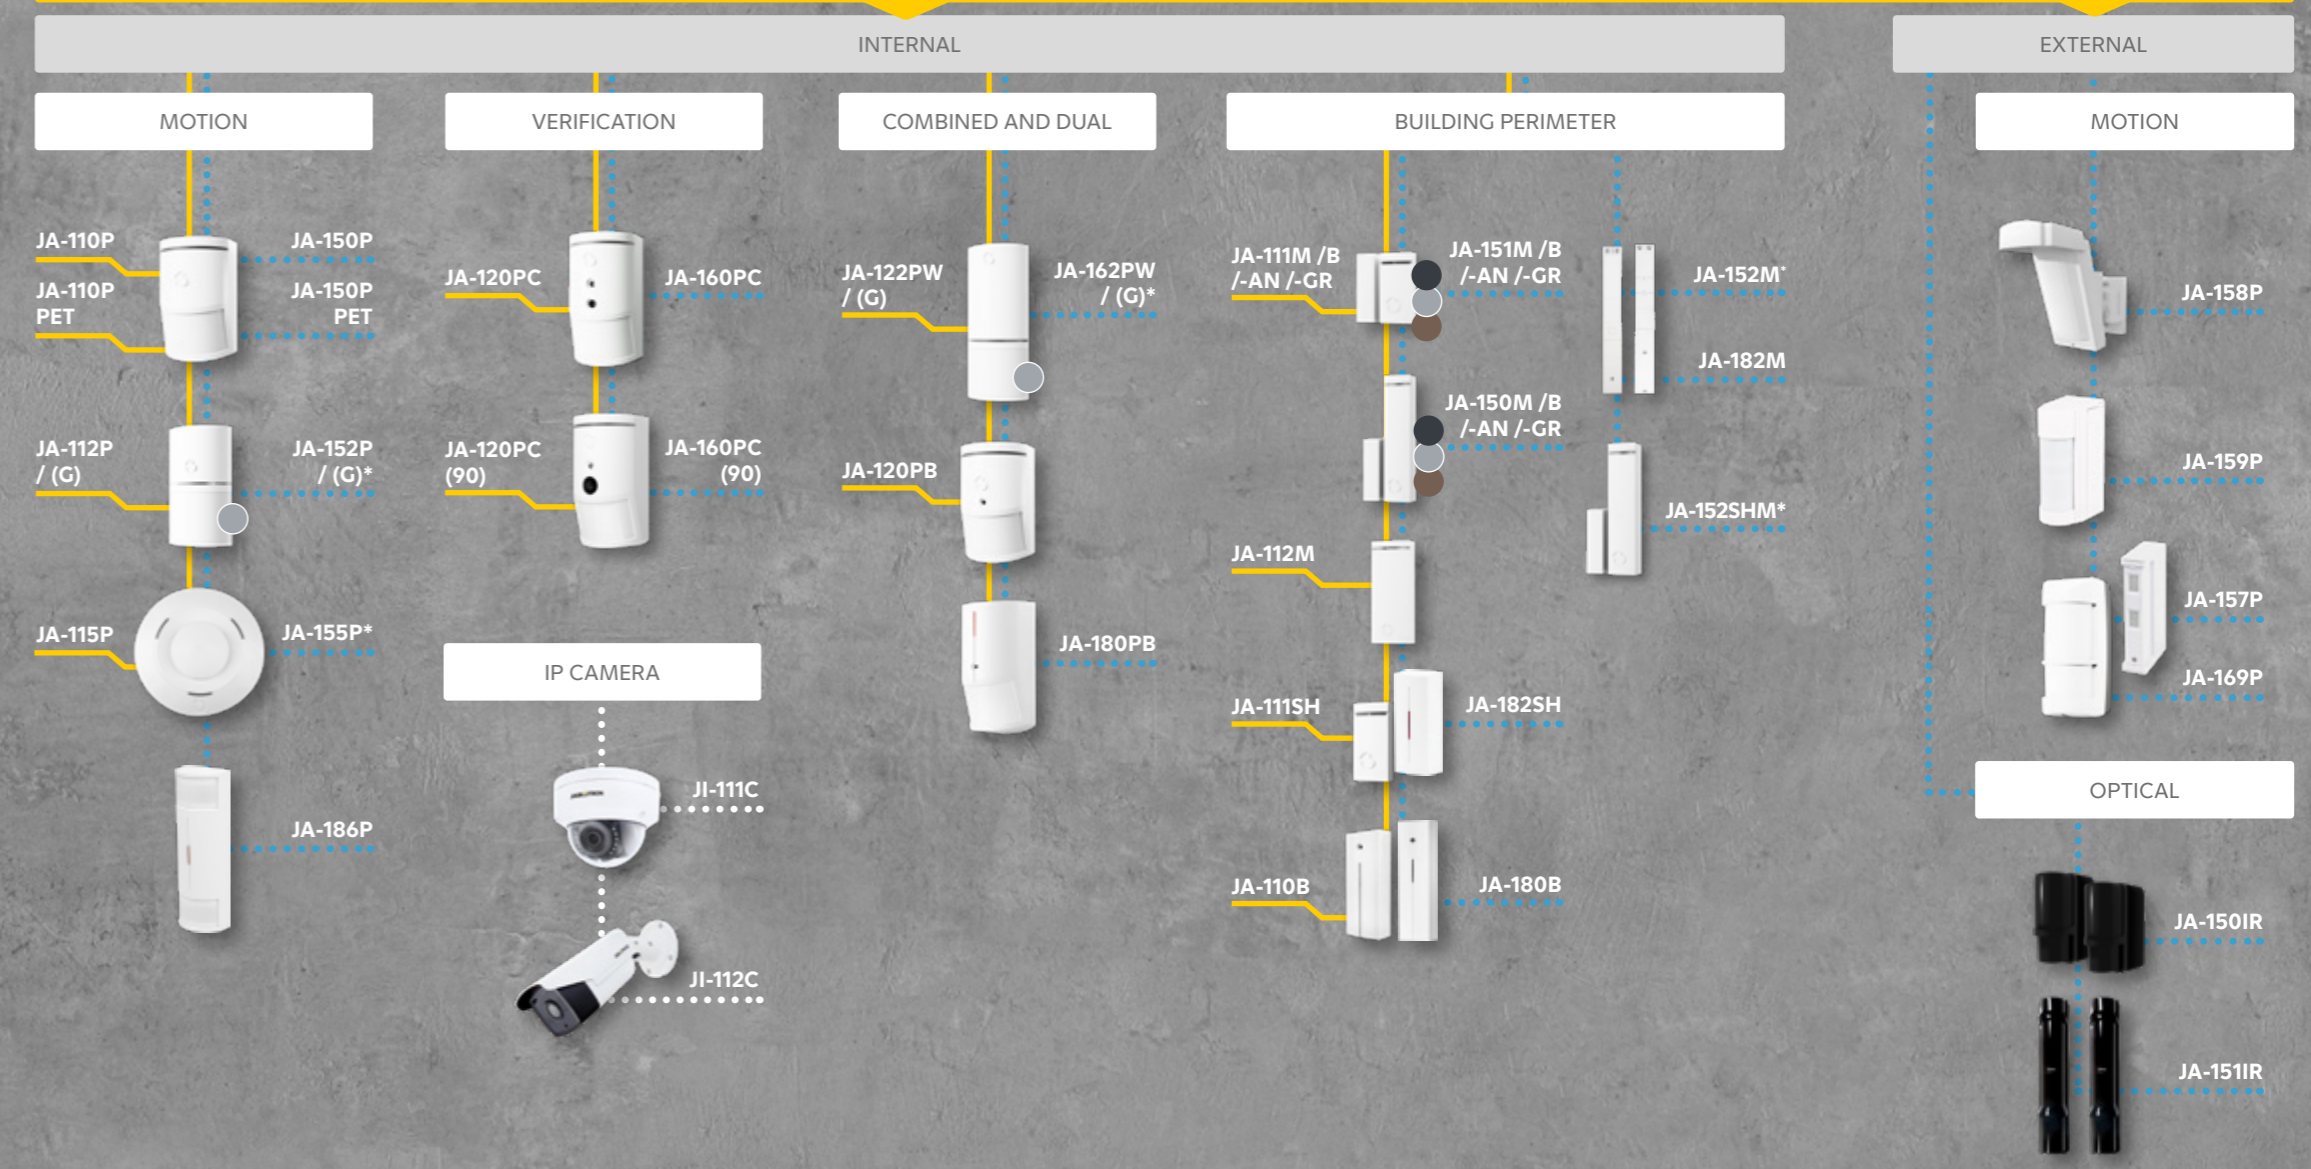 INTERNAL
EXTERNAL
MOTION
VERIFICATION
COMBINED AND DUAL
BUILDING PERIMETER
MOTION
JA-110P
JA-150P
JA-110P
PET
JA-150P
PET
JA-112P
/ (G)
JA-152P
/ (G)*
JA-115P
JA-155P*
JA-186P
JA-120PC
JA-160PC
JA-120PC
(90)
JA-160PC
(90)
IP CAMERA
JI-111C
JI-112C
JA-122PW
/ (G)
JA-162PW
/ (G)*
JA-120PB
JA-180PB
JA-111M /B
/-AN /-GR
JA-151M /B
/-AN /-GR
JA-150M /B
/-AN /-GR
JA-112M
JA-111SH
JA-182SH
JA-110B
JA-180B
JA-152M*
JA-182M
JA-152SHM*
JA-158P
JA-159P
JA-157P
JA-169P
OPTICAL
JA-150IR
JA-151IR